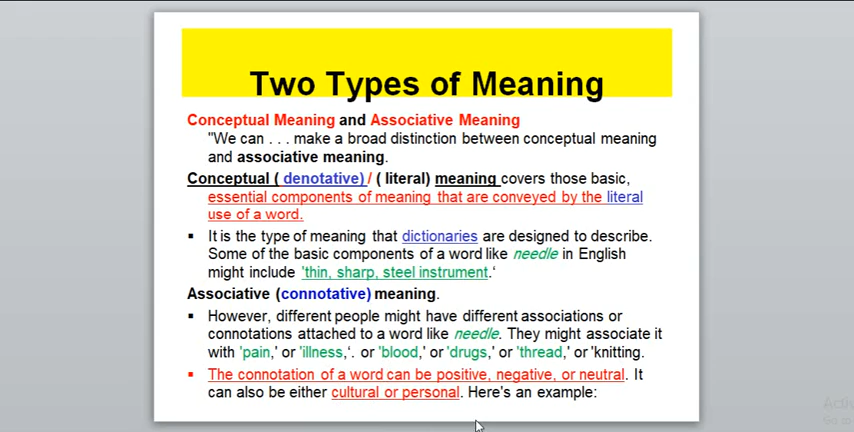 Two Types of Meaning
Conceptual Meaning and Associative Meaning
"We can . . . make a broad distinction between conceptual meaning
and associative meaning.
Conceptual ( denotative) / ( literal) meaning covers those basic,
essential components of meaning that are conveyed by the literal
use of a word.
▪ It is the type of meaning that dictionaries are designed to describe.
Some of the basic components of a word like needle in English
might include 'thin, sharp, steel instrument.‘
Associative (connotative) meaning.
▪ However, different people might have different associations or
connotations attached to a word like needle. They might associate it
with 'pain,' or 'illness,‘. or 'blood,' or 'drugs,' or 'thread,' or 'knitting.
▪ The connotation of a word can be positive, negative, or neutral. It
can also be either cultural or personal. Here's an example: